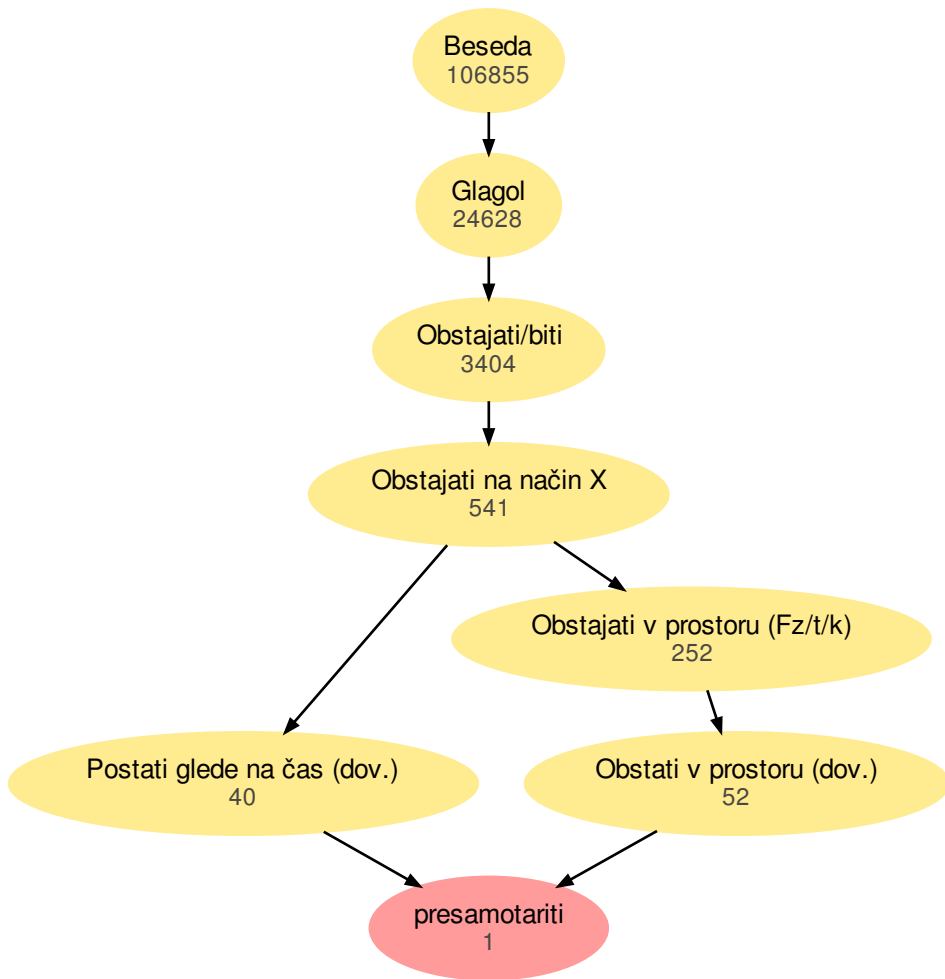 Beseda
106855
Glagol
24628
Obstajati/biti
3404
Obstajati na način X
541
Obstajati v prostoru (Fz/t/k)
252
Postati glede na čas (dov.)
40
Obstati v prostoru (dov.)
52
presamotariti
1